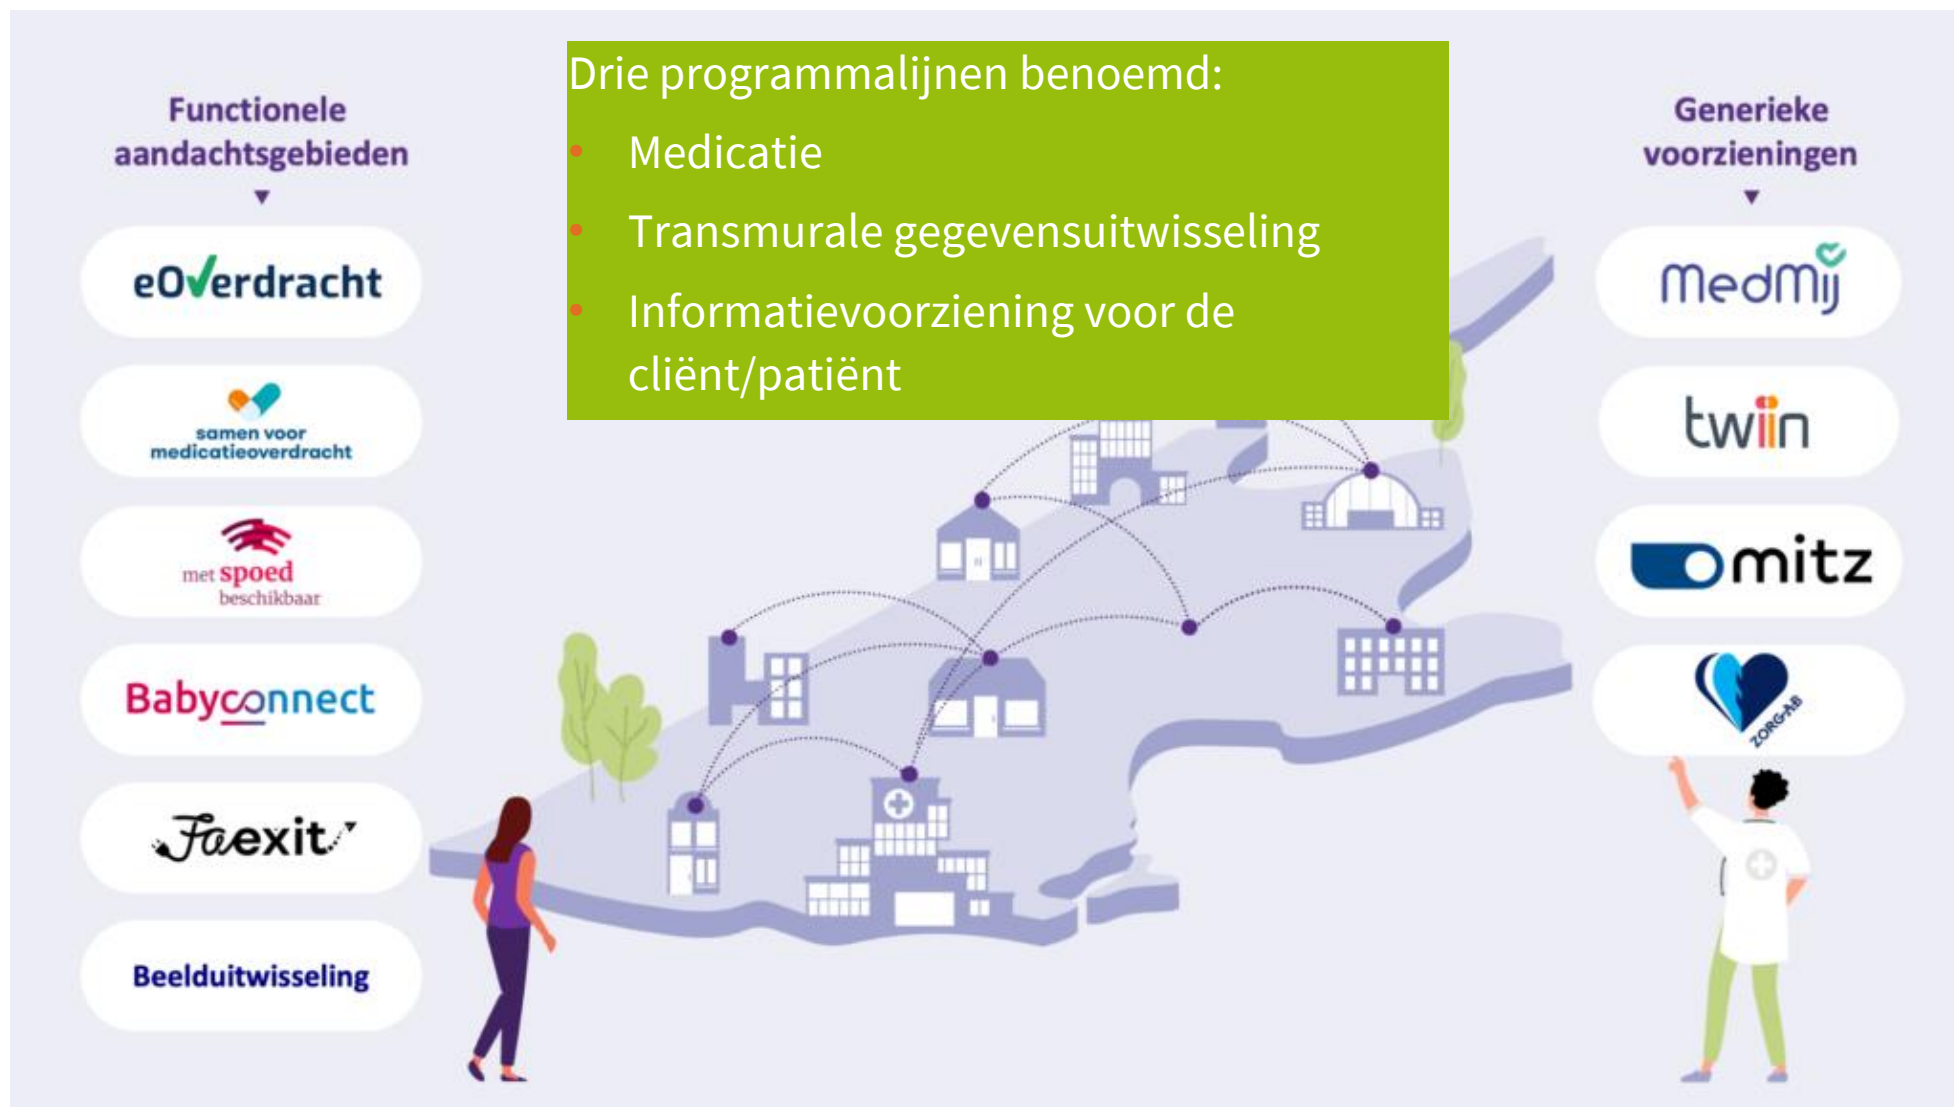 Drie programmalijnen benoemd:
• Medicatie
• Transmurale gegevensuitwisseling
• Informatievoorziening voor de
cliënt/patiënt
Functionele
aandachtsgebieden
eOverdracht
samen voor
medicatieoverdracht
met spoed
beschikbaar
Babyconnect
Faexit
Beelduitwisseling
Generieke
voorzieningen
MedMij
twiin
mitz
ZORG-AB